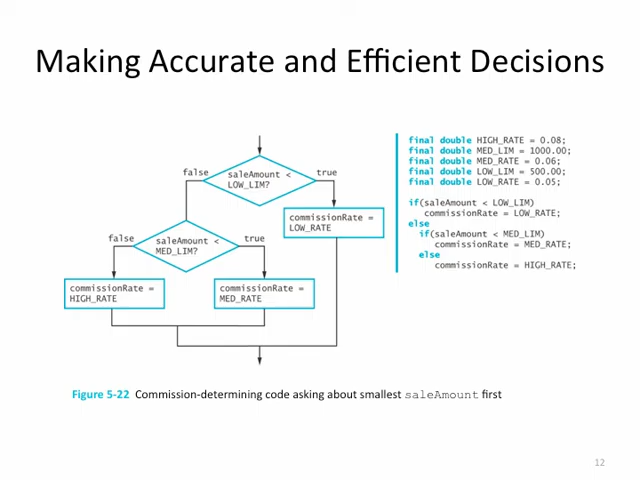 Making Accurate and Efficient Decisions
false
saleAmount <
LOW_LIM?
true
commissionRate =
LOW_RATE
false
saleAmount <
MED_LIM?
true
commissionRate =
HIGH_RATE
commissionRate =
MED_RATE
final double HIGH_RATE = 0.08;
final double MED_LIM = 1000.00;
final double MED_RATE = 0.06;
final double LOW_LIM = 500.00;
final double LOW_RATE = 0.05;
if(saleAmount < LOW_LIM)
commissionRate = LOW_RATE;
else
if(saleAmount < MED_LIM)
commissionRate = MED_RATE;
else
commissionRate = HIGH_RATE;
Figure 5-22 Commission-determining code asking about smallest saleAmount first
12